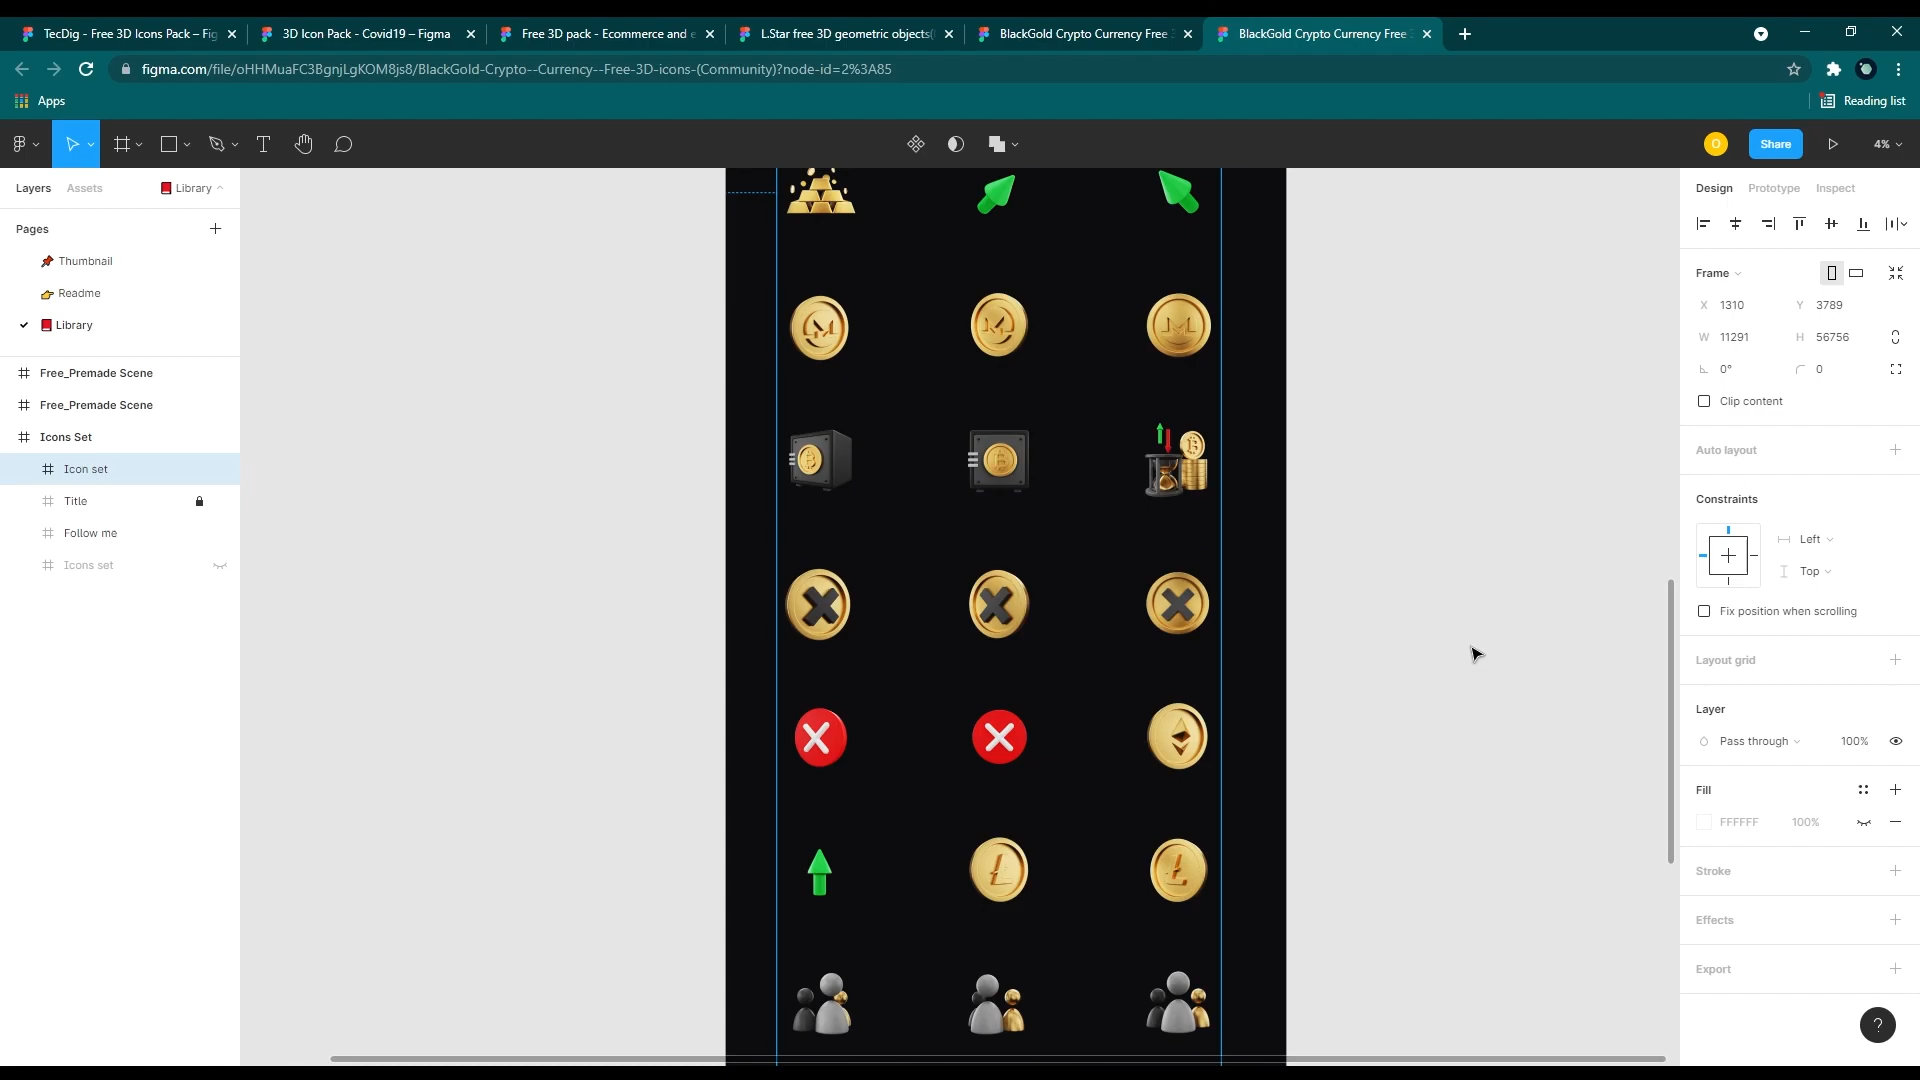 TecDig - Free 3D Icons Pack – Fig
3D Icon Pack - Covid19 – Figma
Free 3D pack - Ecommerce and e
L.Star free 3D geometric objects(
BlackGold Crypto Currency Free
BlackGold Crypto Currency Free
figma.com/file/oHHMuaFC3BgnjLgKOM8js8/BlackGold-Crypto--Currency--Free-3D-icons-(Community)?node-id=2%3A85
Apps
Reading list
O
Share
4%
Layers
Assets
Library
Design
Prototype
Inspect
Pages
Thumbnail
Readme
Library
Free_Premade Scene
Free_Premade Scene
Icons Set
Icon set
Title
Follow me
Icons set
Frame
X 1310
Y 3789
W 11291
H 56756
0°
0
Clip content
Auto layout
Constraints
Left
Top
Fix position when scrolling
Layout grid
Layer
Pass through
100%
Fill
FFFFFF
100%
Stroke
Effects
Export
?